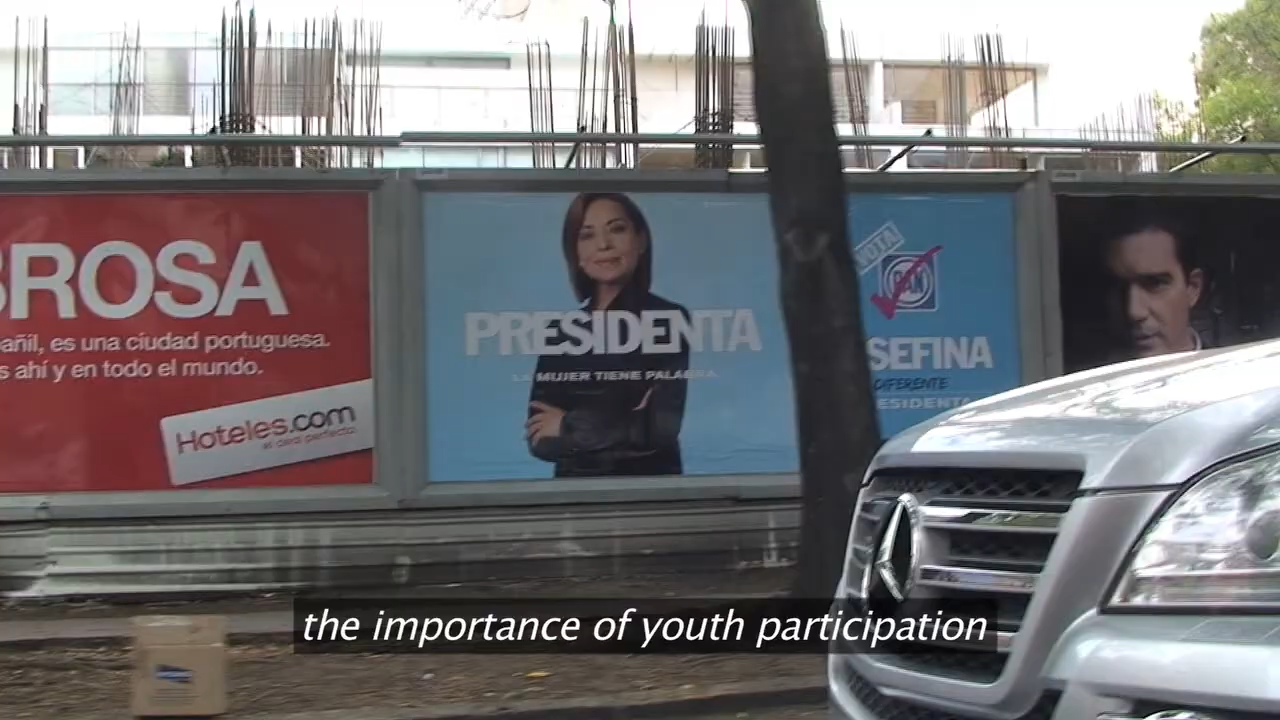 BROSA
añil, es una ciudad portuguesa.
s ahí y en todo el mundo.
Hoteles.com
PRESIDENTA
LA MUJER TIENE PALABRA.
VOTA
PAN
SEFINA
DIFERENTE
ESIDENTA
the importance of youth participation